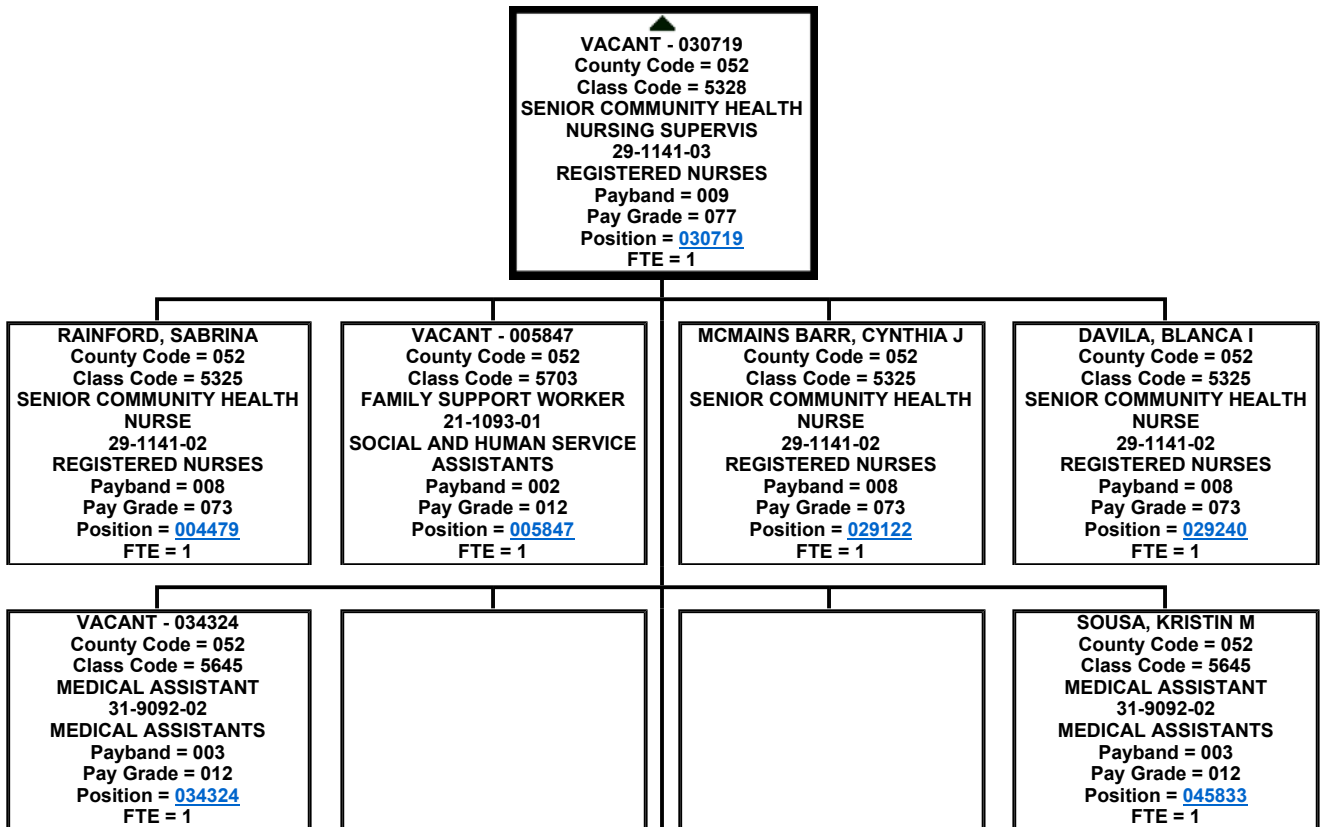 VACANT - 030719
County Code = 052
Class Code = 5328
SENIOR COMMUNITY HEALTH
NURSING SUPERVIS
29-1141-03
REGISTERED NURSES
Payband = 009
Pay Grade = 077
Position = 030719
FTE = 1
RAINFORD, SABRINA
County Code = 052
Class Code = 5325
SENIOR COMMUNITY HEALTH
NURSE
29-1141-02
REGISTERED NURSES
Payband = 008
Pay Grade = 073
Position = 004479
FTE = 1
VACANT - 005847
County Code = 052
Class Code = 5703
FAMILY SUPPORT WORKER
21-1093-01
SOCIAL AND HUMAN SERVICE
ASSISTANTS
Payband = 002
Pay Grade = 012
Position = 005847
FTE = 1
MCMAINS BARR, CYNTHIA J
County Code = 052
Class Code = 5325
SENIOR COMMUNITY HEALTH
NURSE
29-1141-02
REGISTERED NURSES
Payband = 008
Pay Grade = 073
Position = 029122
FTE = 1
DAVILA, BLANCA I
County Code = 052
Class Code = 5325
SENIOR COMMUNITY HEALTH
NURSE
29-1141-02
REGISTERED NURSES
Payband = 008
Pay Grade = 073
Position = 029240
FTE = 1
VACANT - 034324
County Code = 052
Class Code = 5645
MEDICAL ASSISTANT
31-9092-02
MEDICAL ASSISTANTS
Payband = 003
Pay Grade = 012
Position = 034324
FTE = 1
SOUSA, KRISTIN M
County Code = 052
Class Code = 5645
MEDICAL ASSISTANT
31-9092-02
MEDICAL ASSISTANTS
Payband = 003
Pay Grade = 012
Position = 045833
FTE = 1